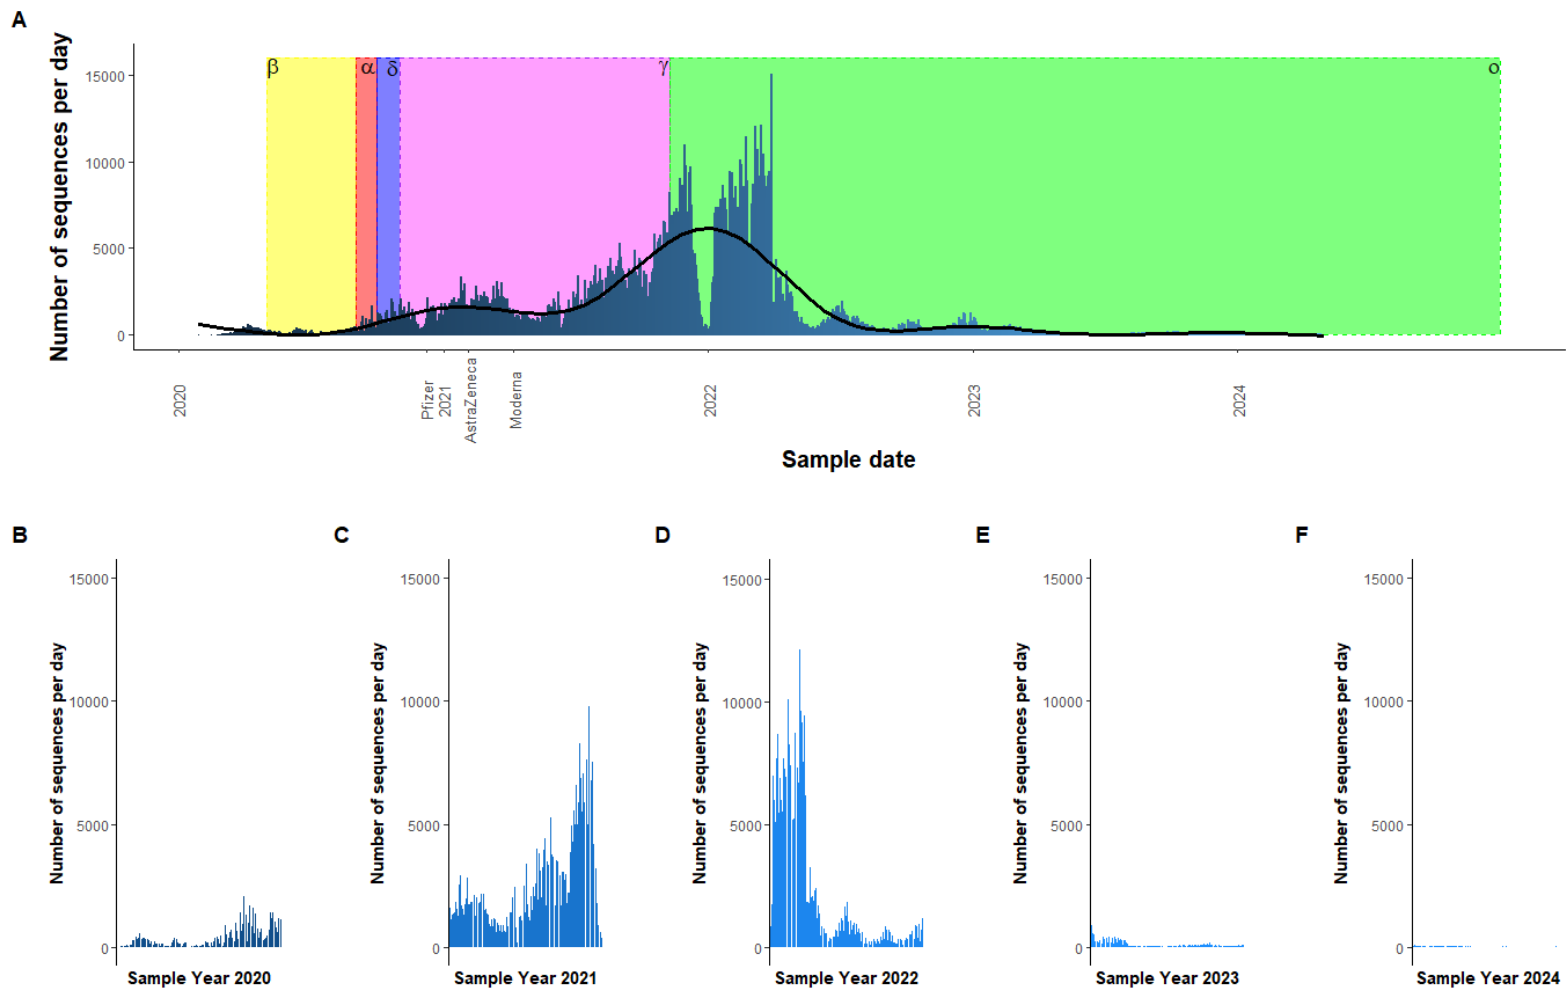 A
Number of sequences per day
15000
10000
5000
0
β
α
δ
γ
ο
2020
Pfizer
2021
AstraZeneca
Moderna
2022
2023
2024
Sample date
B
Number of sequences per day
15000
10000
5000
0
Sample Year 2020
C
Number of sequences per day
15000
10000
5000
0
Sample Year 2021
D
Number of sequences per day
15000
10000
5000
0
Sample Year 2022
E
Number of sequences per day
15000
10000
5000
0
Sample Year 2023
F
Number of sequences per day
15000
10000
5000
0
Sample Year 2024